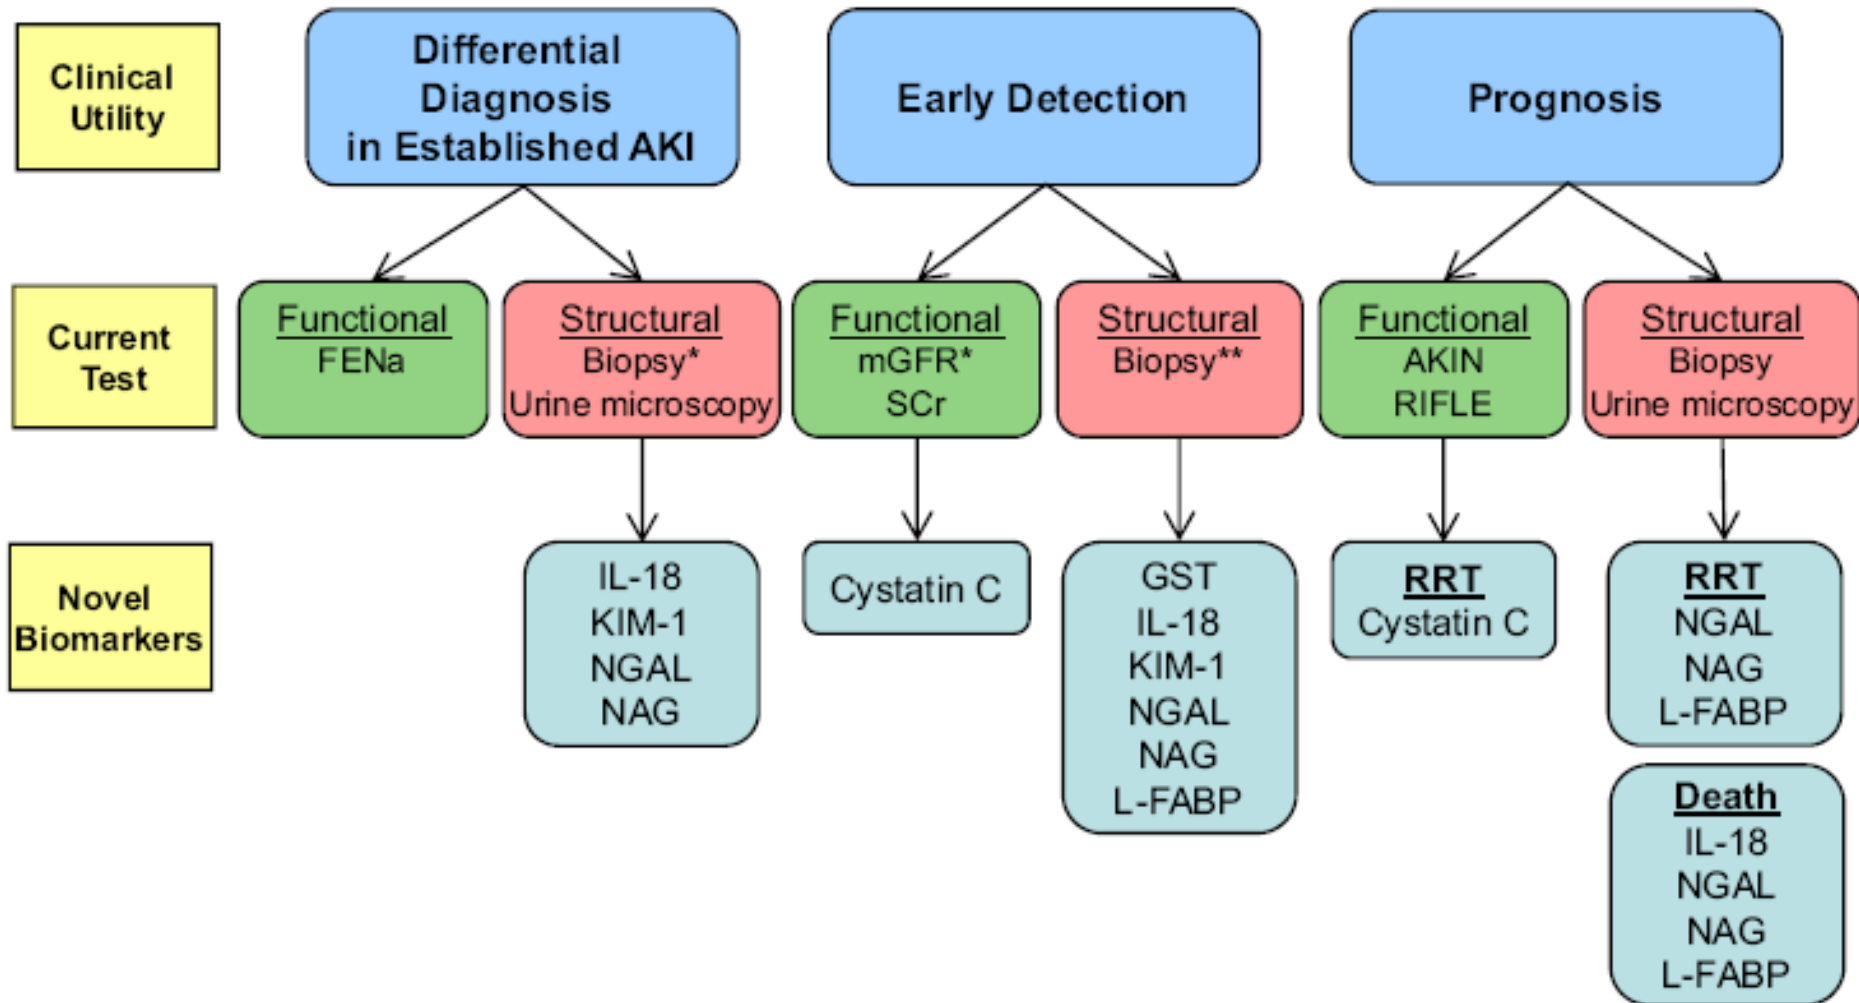 Clinical
Utility
Differential
Diagnosis
in Established AKI
Early Detection
Prognosis
Current
Test
Functional
FENa
Structural
Biopsy*
Urine microscopy
Functional
mGFR*
SCr
Structural
Biopsy**
Functional
AKIN
RIFLE
Structural
Biopsy
Urine microscopy
Novel
Biomarkers
IL-18
KIM-1
NGAL
NAG
Cystatin C
GST
IL-18
KIM-1
NGAL
NAG
L-FABP
RRT
Cystatin C
RRT
NGAL
NAG
L-FABP
Death
IL-18
NGAL
NAG
L-FABP